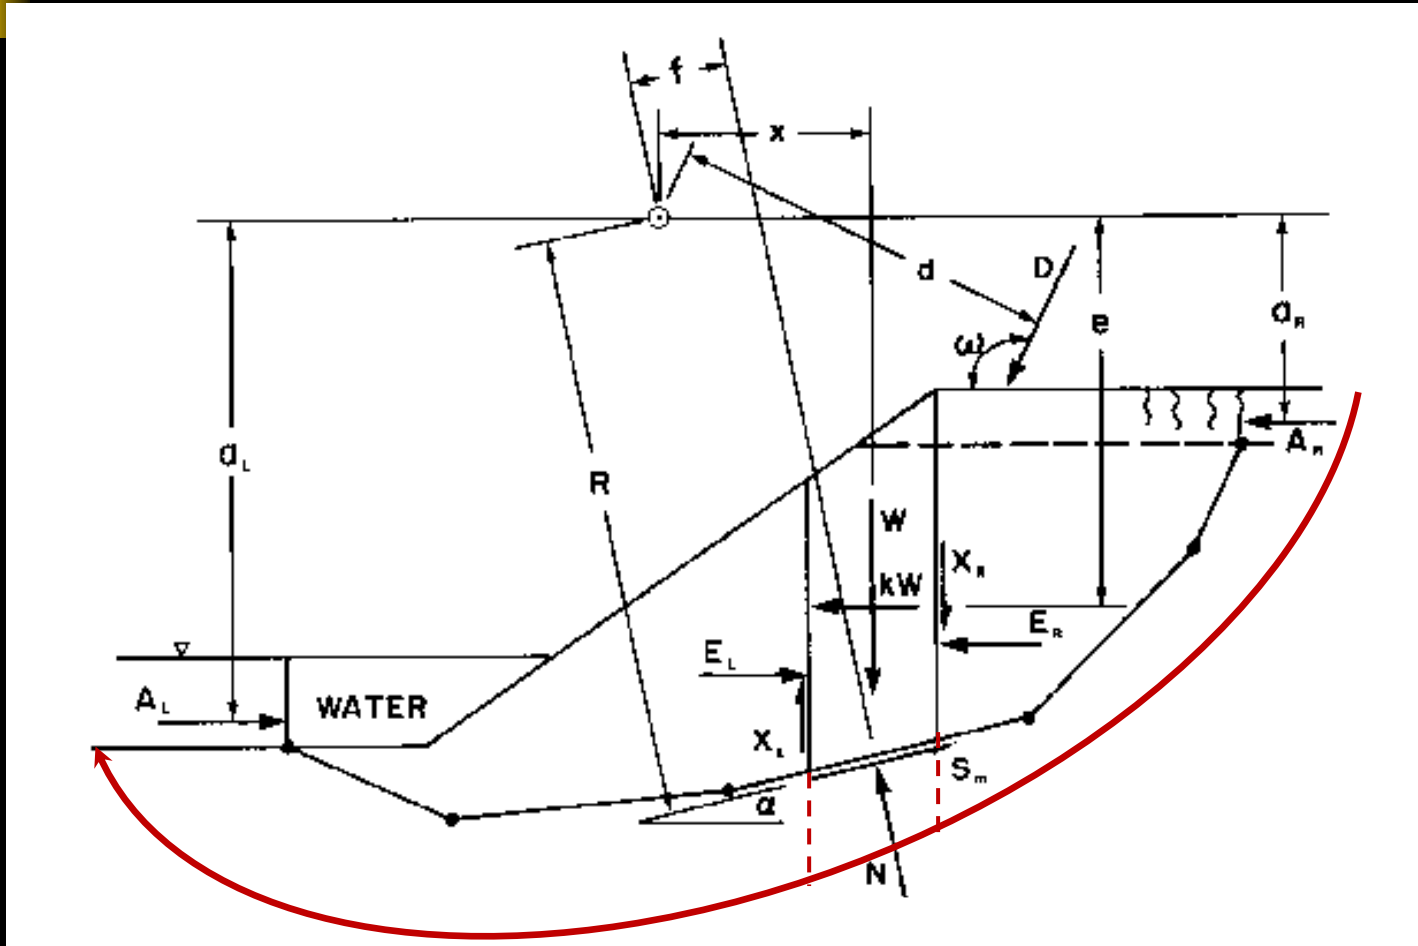 f
x
d
D
ω
e
a_R
a_L
R
A_R
W
X_R
kW
E_R
E_L
A_L
WATER
X_L
S_m
α
N